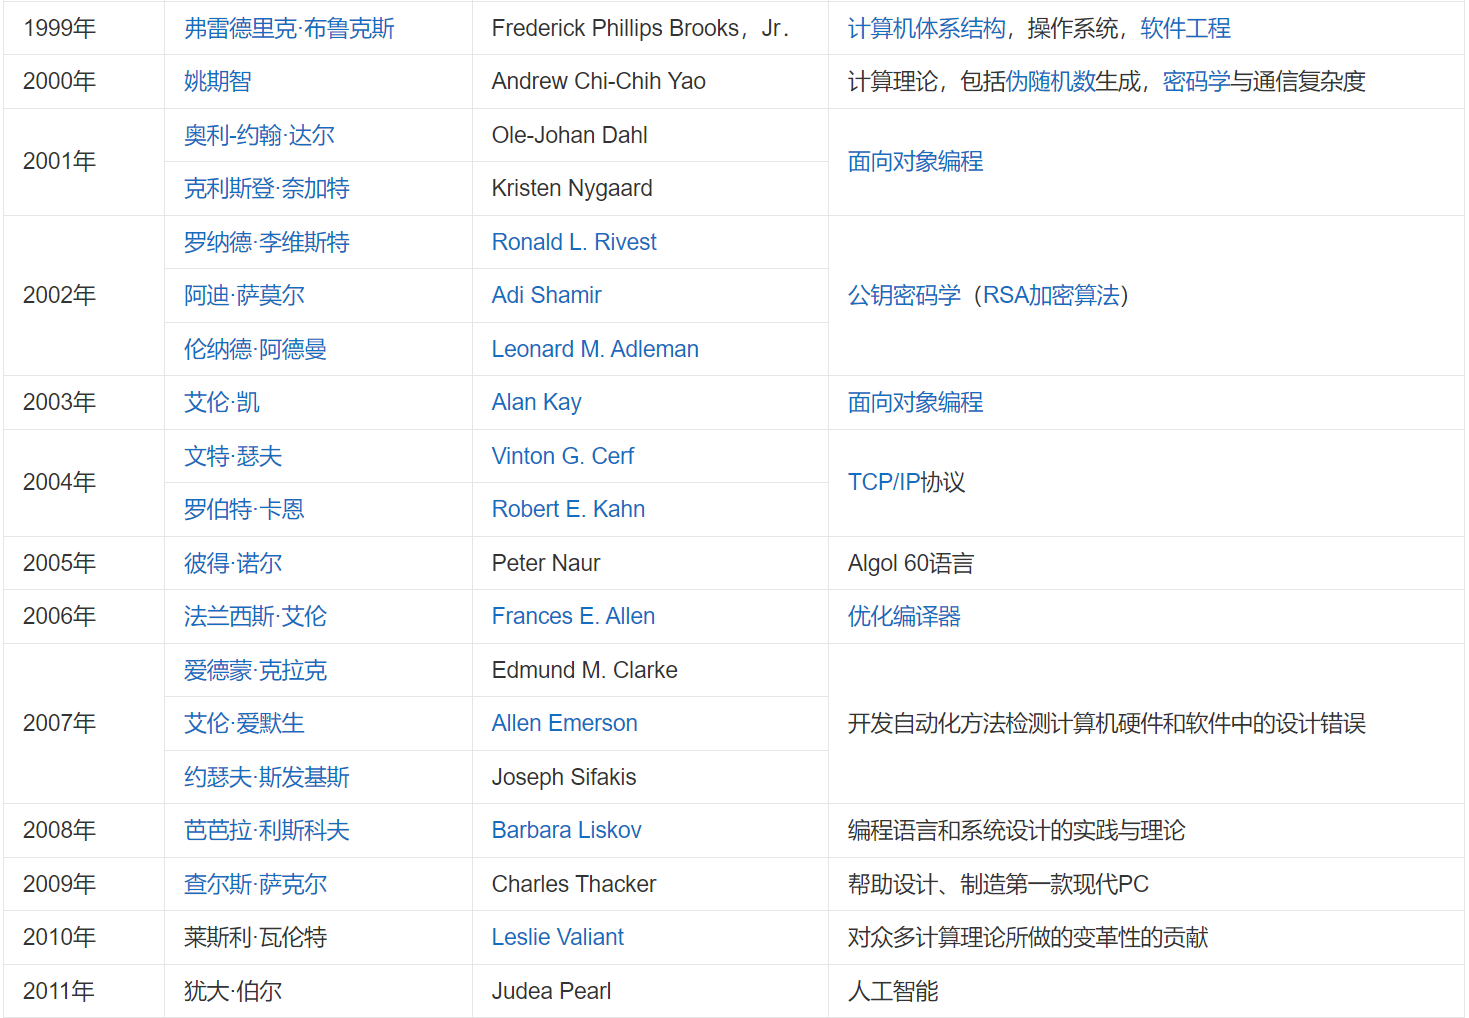 1999年 弗雷德里克·布鲁克斯 Frederick Phillips Brooks，Jr． 计算机体系结构，操作系统，软件工程
2000年 姚期智 Andrew Chi-Chih Yao 计算理论，包括伪随机数生成，密码学与通信复杂度
2001年 奥利-约翰·达尔 Ole-Johan Dahl 面向对象编程
克利斯登·奈加特 Kristen Nygaard
2002年 罗纳德·李维斯特 Ronald L. Rivest 公钥密码学（RSA加密算法）
阿迪·萨莫尔 Adi Shamir
伦纳德·阿德曼 Leonard M. Adleman
2003年 艾伦·凯 Alan Kay 面向对象编程
2004年 文特·瑟夫 Vinton G. Cerf TCP/IP协议
罗伯特·卡恩 Robert E. Kahn
2005年 彼得·诺尔 Peter Naur Algol 60语言
2006年 法兰西斯·艾伦 Frances E. Allen 优化编译器
2007年 爱德蒙·克拉克 Edmund M. Clarke 开发自动化方法检测计算机硬件和软件中的设计错误
艾伦·爱默生 Allen Emerson
约瑟夫·斯发基斯 Joseph Sifakis
2008年 芭芭拉·利斯科夫 Barbara Liskov 编程语言和系统设计的实践与理论
2009年 查尔斯·萨克尔 Charles Thacker 帮助设计、制造第一款现代PC
2010年 莱斯利·瓦伦特 Leslie Valiant 对众多计算理论所做的变革性的贡献
2011年 犹大·伯尔 Judea Pearl 人工智能